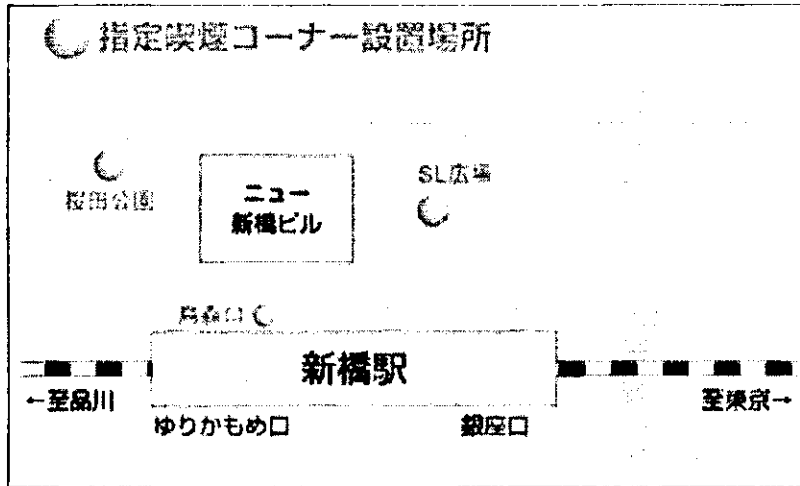 指定喫煙コーナー設置場所
桜田公園
ニュー
新橋ビル
SL広場
烏森口
新橋駅
←至品川
至東京→
ゆりかもめ口
銀座口